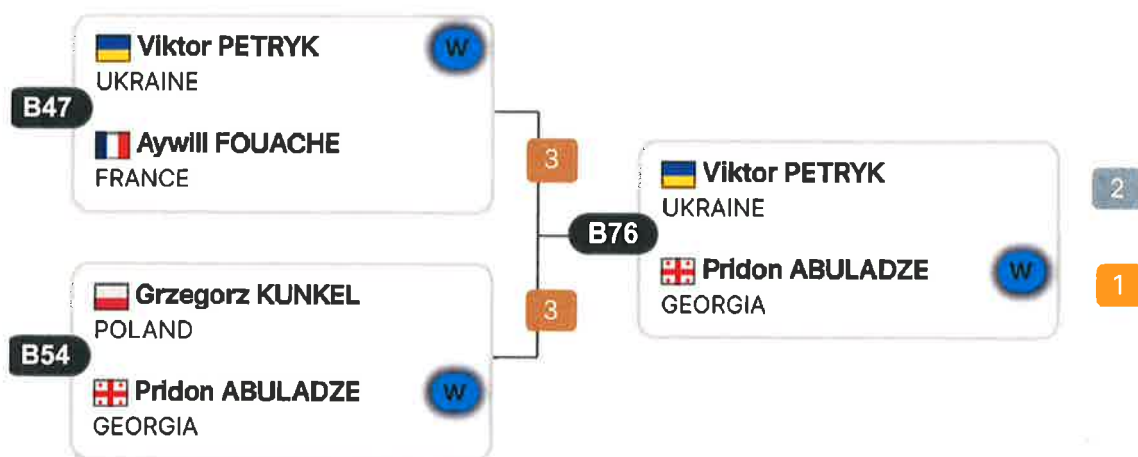 Viktor PETRYK
W
UKRAINE
B47
Aywill FOUACHE
FRANCE
3
Viktor PETRYK
UKRAINE
2
B76
Pridon ABULADZE
W
GEORGIA
1
Grzegorz KUNKEL
POLAND
3
B54
Pridon ABULADZE
W
GEORGIA